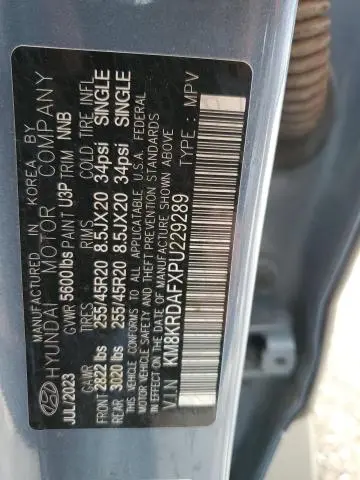 MANUFACTURED IN KOREA BY
HYUNDAI MOTOR COMPANY
JUL/2023 GVWR 5600 lbs PAINT U3P TRIM NNB
GAWR TIRES RIMS COLD TIRE INFL
FRONT 2822 lbs 255/45R20 8.5JX20 34psi SINGLE
REAR 3020 lbs 255/45R20 8.5JX20 34psi SINGLE
THIS VEHICLE CONFORMS TO ALL APPLICABLE U.S.A. FEDERAL
MOTOR VEHICLE SAFETY, BUMPER, AND THEFT PREVENTION STANDARDS
IN EFFECT ON THE DATE OF MANUFACTURE SHOWN ABOVE.
V.I.N : KM8KRDAFXPU229289 TYPE : MPV